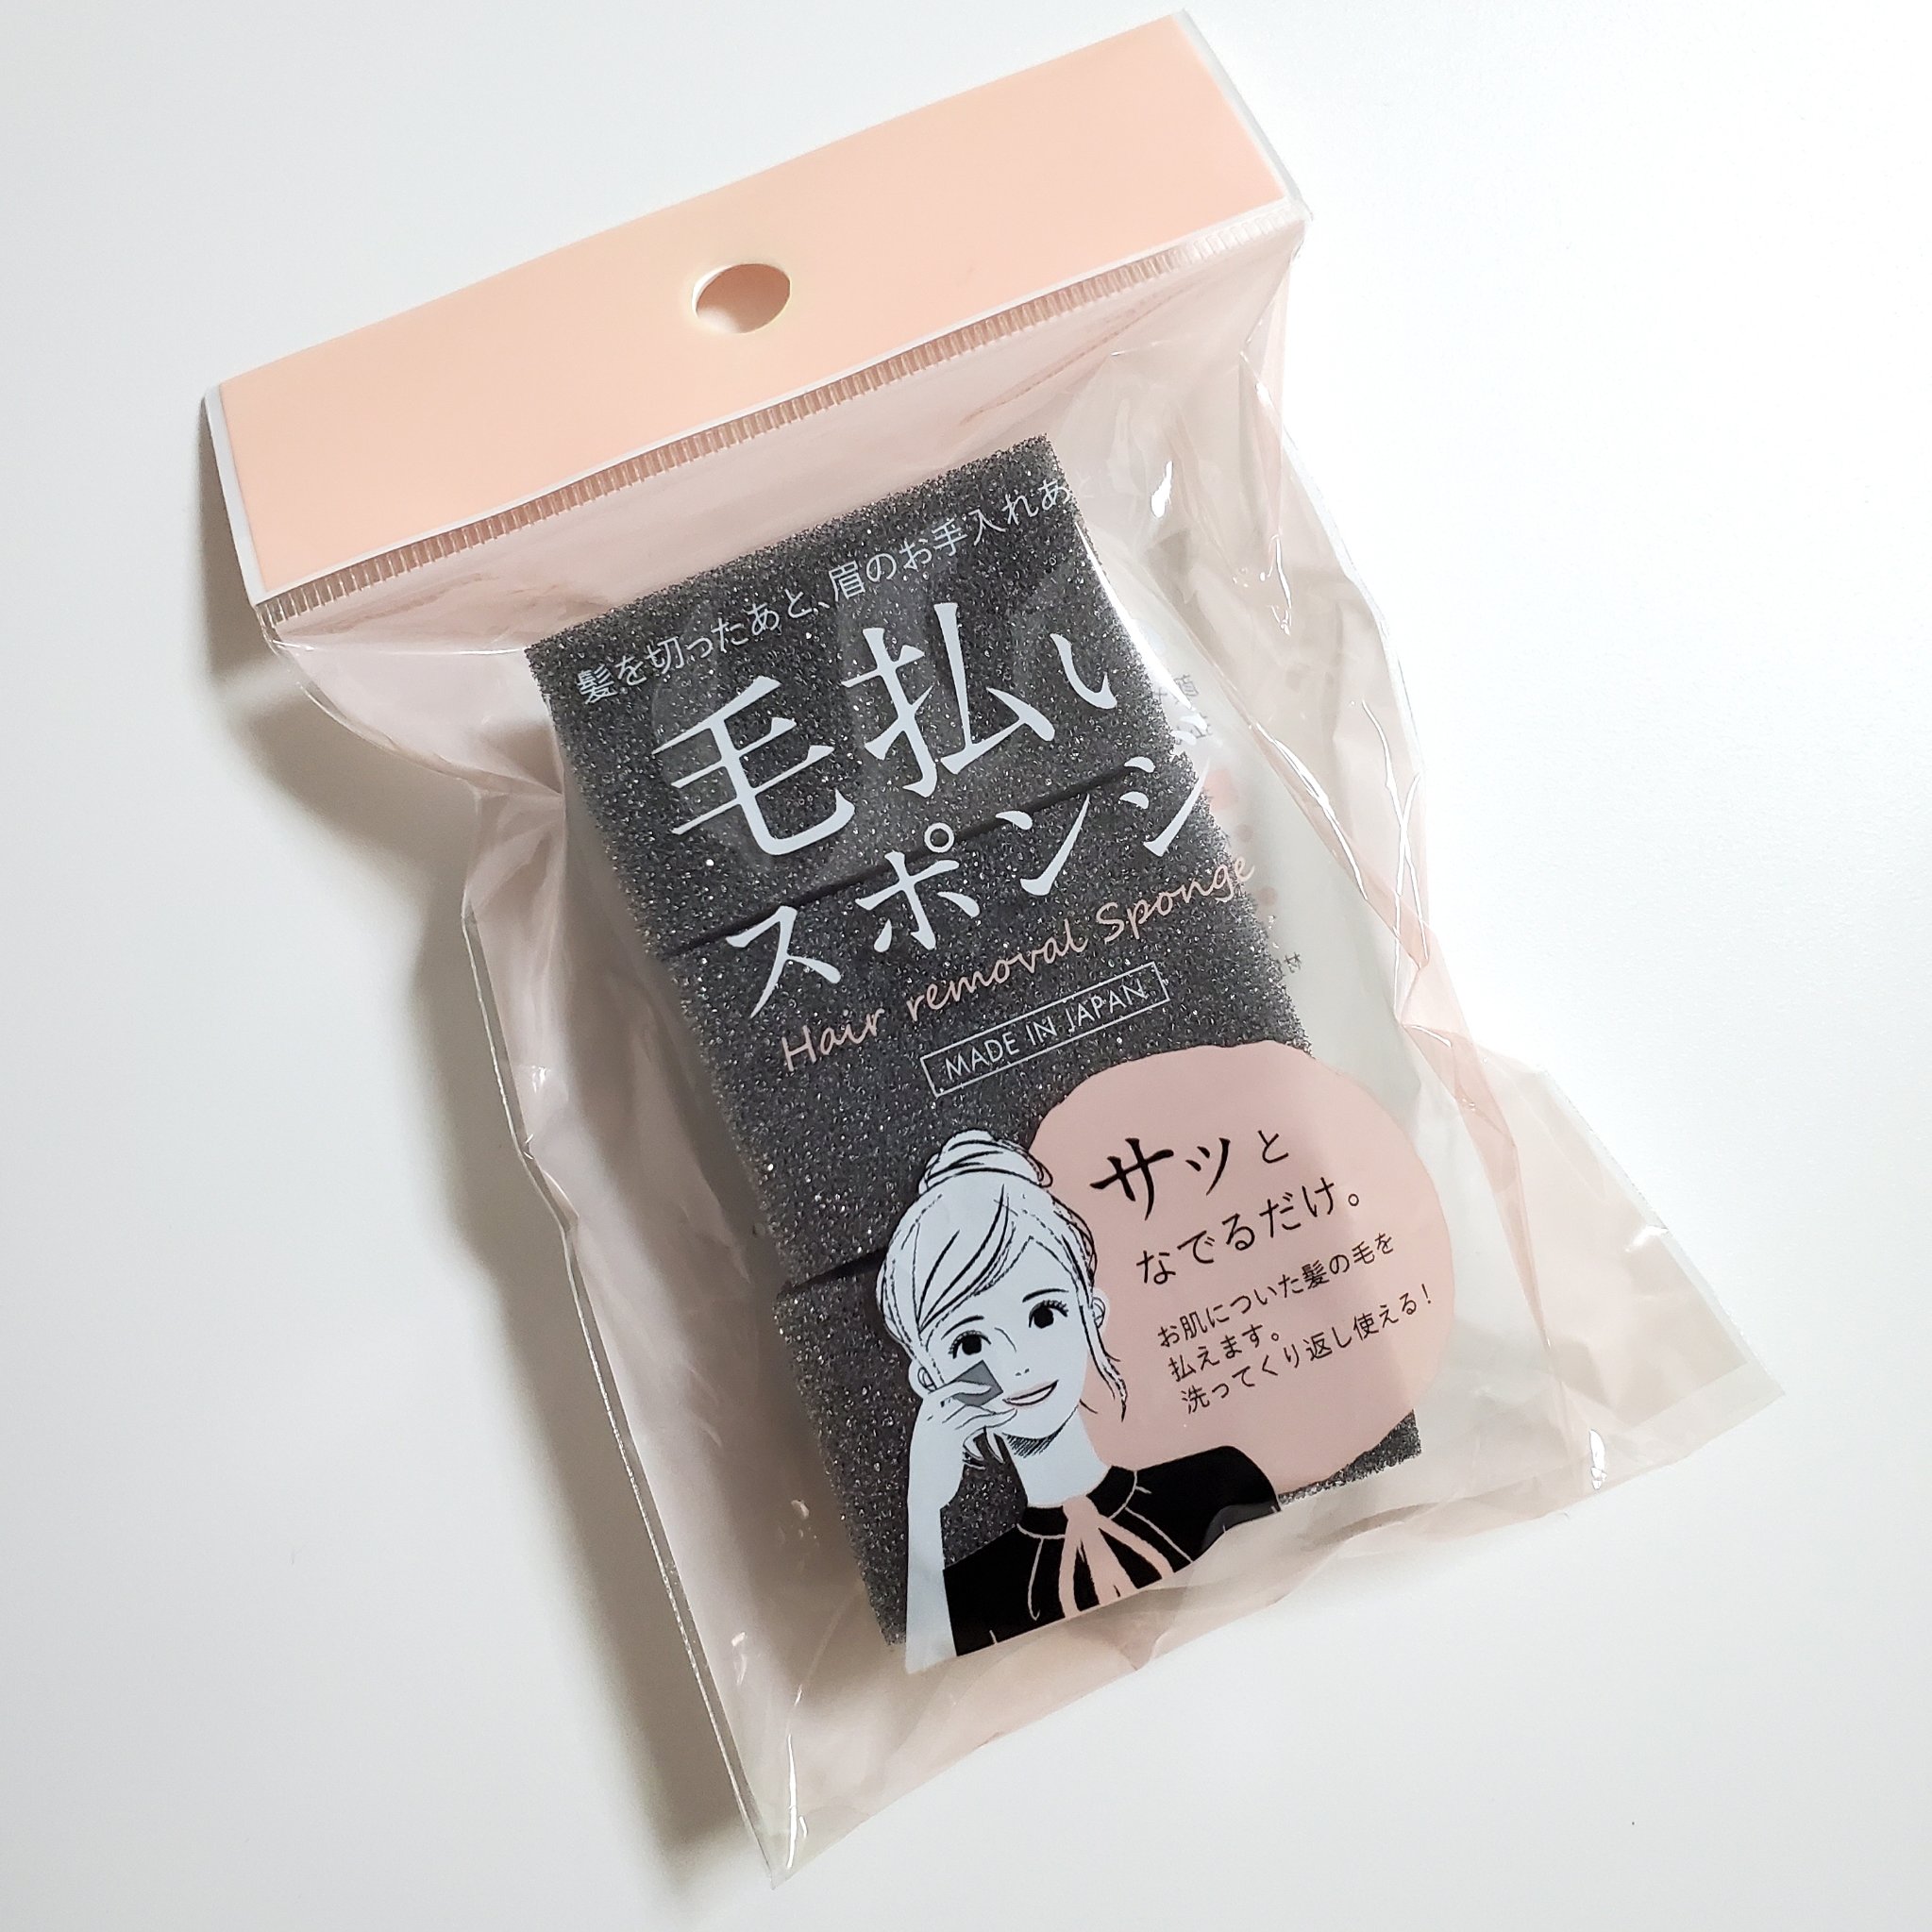 髪を切ったあと、眉のお手入れあと
毛払い
スポンジ
Hair removal Sponge
MADE IN JAPAN
サッと
なでるだけ。
お肌についた髪の毛を
払えます。
洗ってくり返し使える!